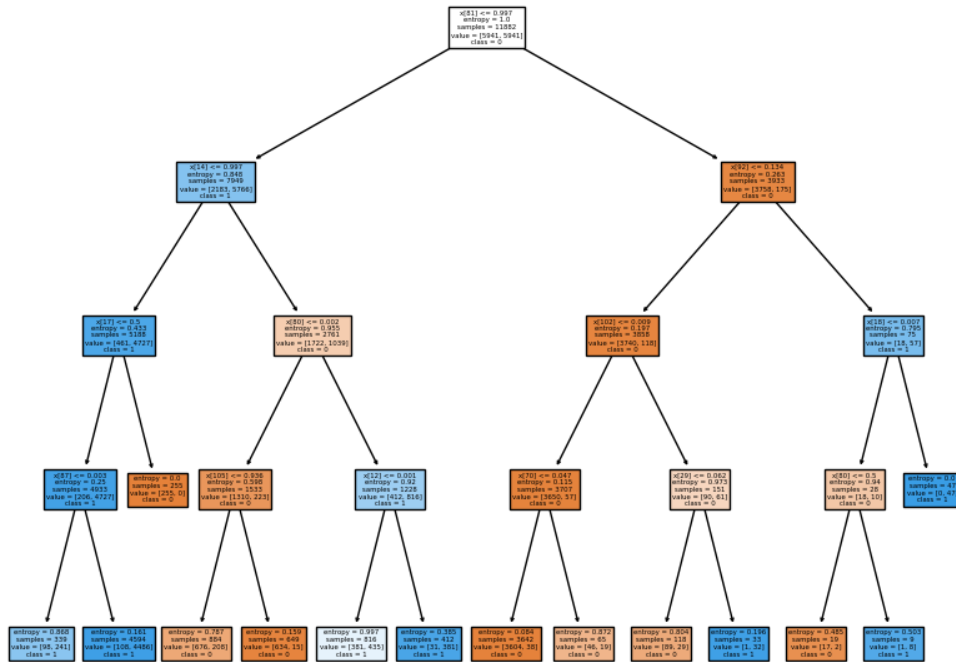 x[81] <= 0.997
entropy = 1.0
samples = 11882
value = [5941, 5941]
class = 0
x[14] <= 0.997
entropy = 0.848
samples = 7949
value = [2183, 5766]
class = 1
x[92] <= 0.134
entropy = 0.263
samples = 3933
value = [3758, 175]
class = 0
x[17] <= 0.5
entropy = 0.433
samples = 5188
value = [461, 4727]
class = 1
x[80] <= 0.002
entropy = 0.955
samples = 2761
value = [1722, 1039]
class = 0
x[102] <= 0.009
entropy = 0.197
samples = 3858
value = [3740, 118]
class = 0
x[18] <= 0.007
entropy = 0.795
samples = 75
value = [18, 57]
class = 1
x[87] <= 0.003
entropy = 0.25
samples = 4933
value = [206, 4727]
class = 1
entropy = 0.0
samples = 255
value = [255, 0]
class = 0
x[105] <= 0.936
entropy = 0.598
samples = 1533
value = [1310, 223]
class = 0
x[12] <= 0.001
entropy = 0.92
samples = 1228
value = [412, 816]
class = 1
x[70] <= 0.047
entropy = 0.115
samples = 3707
value = [3650, 57]
class = 0
x[29] <= 0.062
entropy = 0.973
samples = 151
value = [90, 61]
class = 0
x[80] <= 0.5
entropy = 0.94
samples = 28
value = [18, 10]
class = 0
entropy = 0.0
samples = 47
value = [0, 47
class = 1
entropy = 0.868
samples = 339
value = [98, 241]
class = 1
entropy = 0.161
samples = 4594
value = [108, 4486]
class = 1
entropy = 0.787
samples = 884
value = [676, 208]
class = 0
entropy = 0.159
samples = 649
value = [634, 15]
class = 0
entropy = 0.997
samples = 816
value = [381, 435]
class = 1
entropy = 0.385
samples = 412
value = [31, 381]
class = 1
entropy = 0.084
samples = 3642
value = [3604, 38]
class = 0
entropy = 0.872
samples = 65
value = [46, 19]
class = 0
entropy = 0.804
samples = 118
value = [89, 29]
class = 0
entropy = 0.196
samples = 33
value = [1, 32]
class = 1
entropy = 0.485
samples = 19
value = [17, 2]
class = 0
entropy = 0.503
samples = 9
value = [1, 8]
class = 1